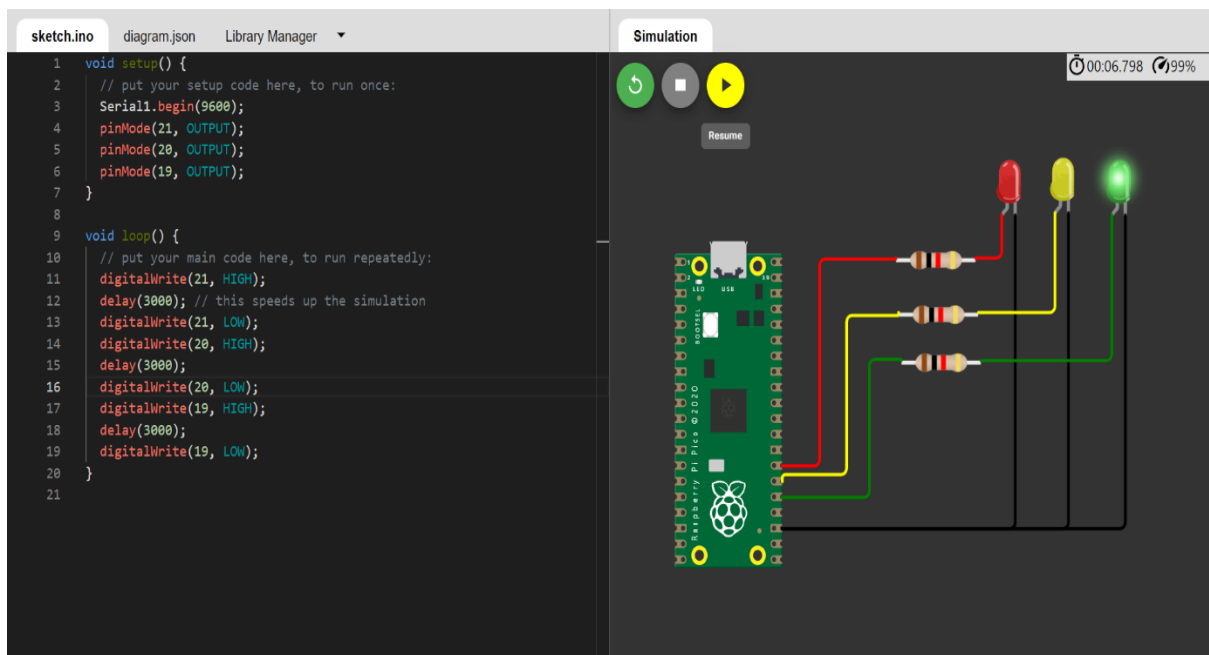 sketch.ino diagram.json Library Manager
1 void setup() {
2 // put your setup code here, to run once:
3 Serial1.begin(9600);
4 pinMode(21, OUTPUT);
5 pinMode(20, OUTPUT);
6 pinMode(19, OUTPUT);
7 }
8
9 void loop() {
10 // put your main code here, to run repeatedly:
11 digitalWrite(21, HIGH);
12 delay(3000); // this speeds up the simulation
13 digitalWrite(21, LOW);
14 digitalWrite(20, HIGH);
15 delay(3000);
16 digitalWrite(20, LOW);
17 digitalWrite(19, HIGH);
18 delay(3000);
19 digitalWrite(19, LOW);
20 }
21
Simulation
00:06.798 99%
Resume
1
2
LED USB
BOOTSEL
Raspberry Pi Pico ©2020